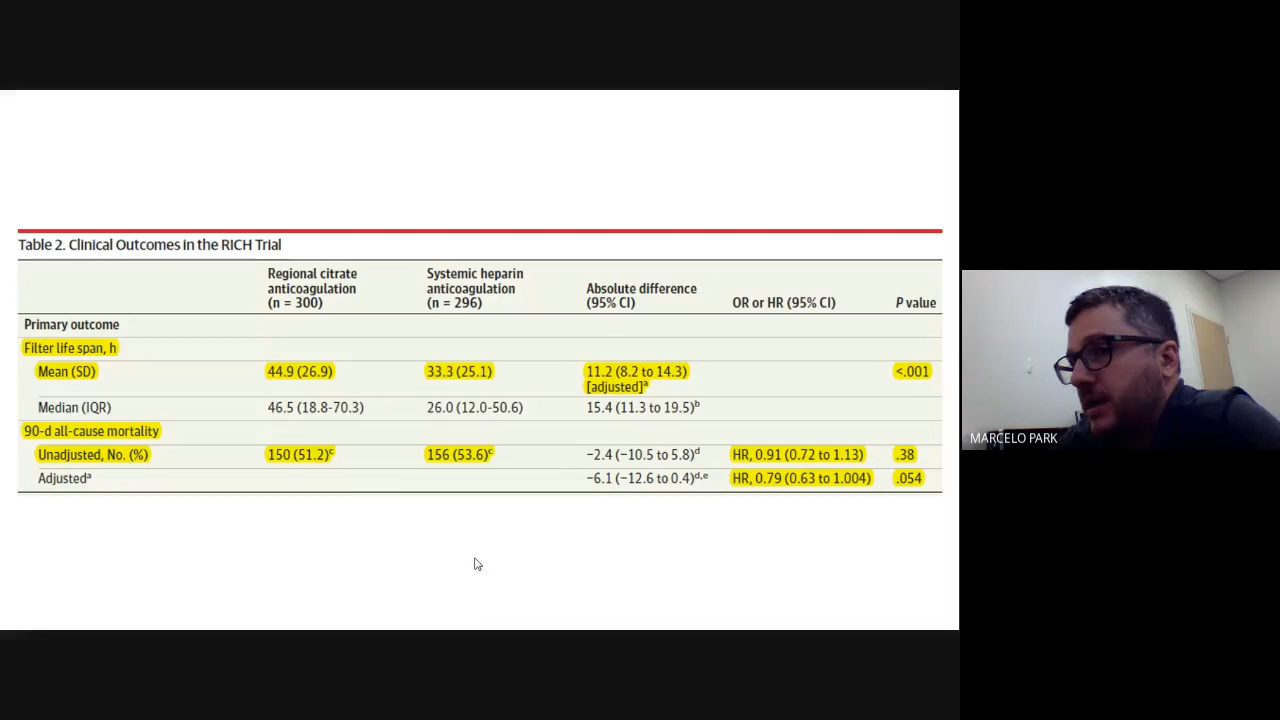 Table 2. Clinical Outcomes in the RICH Trial
Regional citrate anticoagulation (n = 300) Systemic heparin anticoagulation (n = 296) Absolute difference (95% CI) OR or HR (95% CI) P value
Primary outcome
Filter life span, h
Mean (SD) 44.9 (26.9) 33.3 (25.1) 11.2 (8.2 to 14.3) [adjusted]ᵃ <.001
Median (IQR) 46.5 (18.8-70.3) 26.0 (12.0-50.6) 15.4 (11.3 to 19.5)ᵇ
90-d all-cause mortality
Unadjusted, No. (%) 150 (51.2)ᶜ 156 (53.6)ᶜ −2.4 (−10.5 to 5.8)ᵈ HR, 0.91 (0.72 to 1.13) .38
Adjustedᵃ −6.1 (−12.6 to 0.4)ᵈ,ᵉ HR, 0.79 (0.63 to 1.004) .054
MARCELO PARK